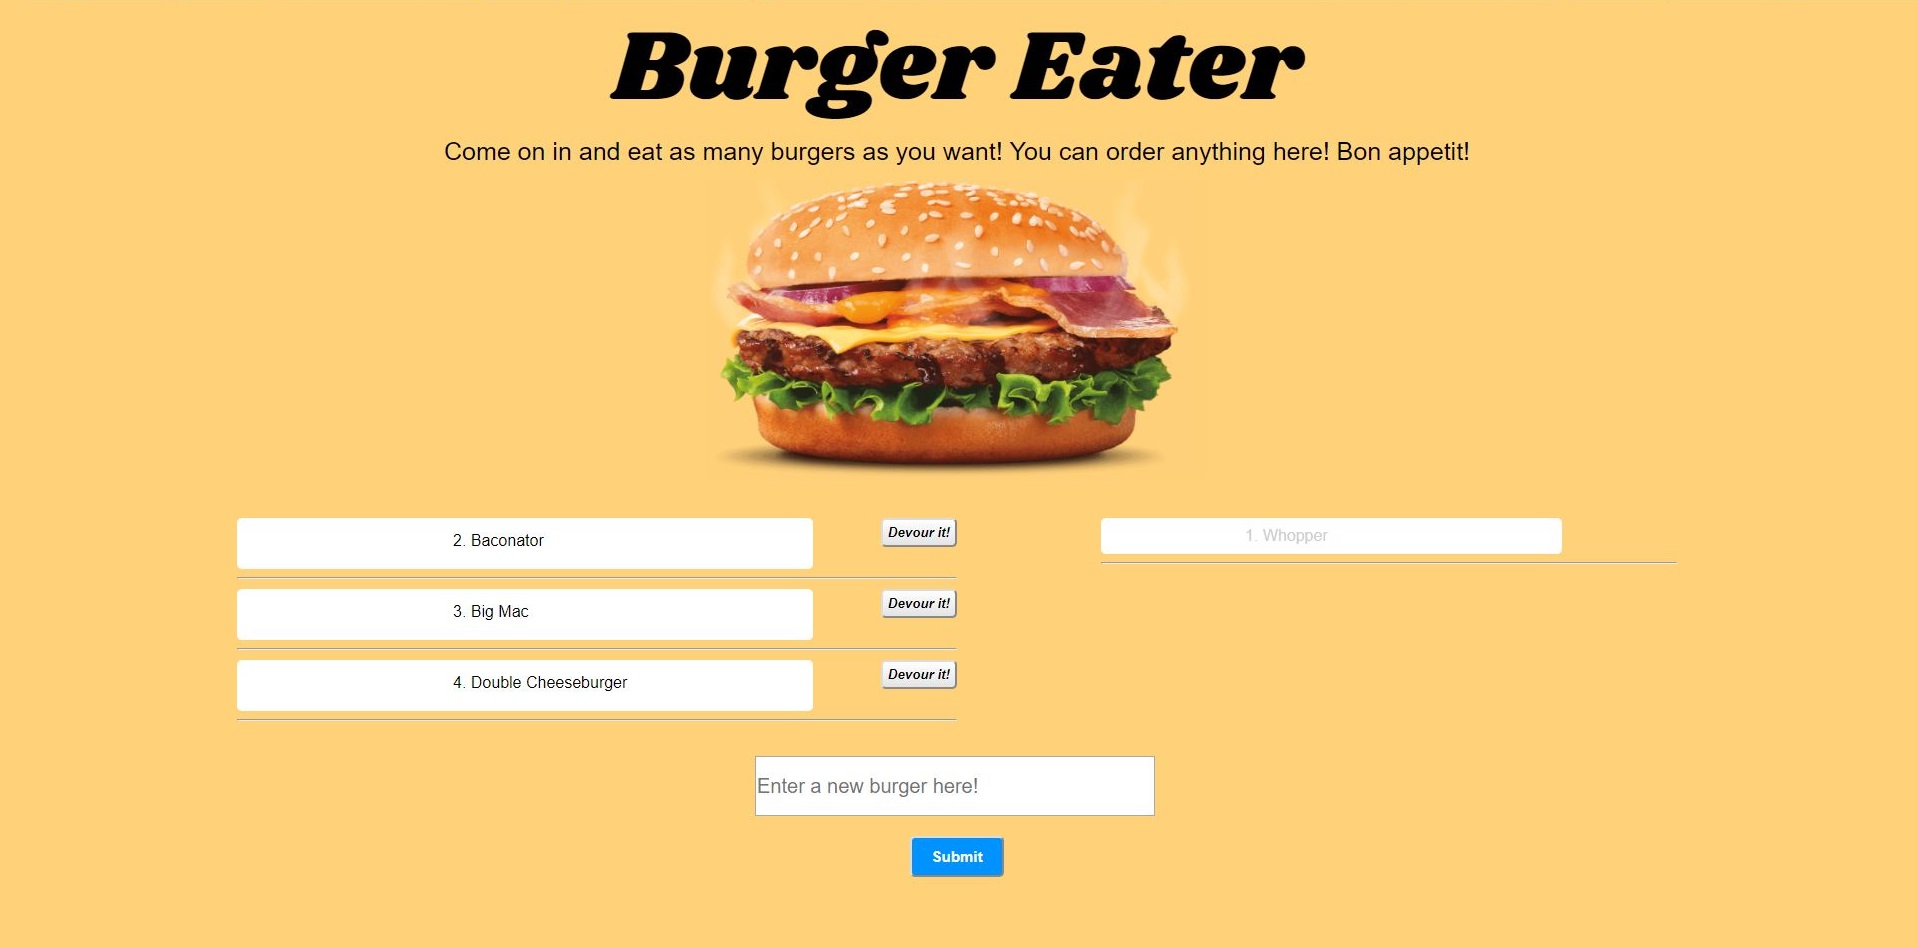 Burger Eater
Come on in and eat as many burgers as you want! You can order anything here! Bon appetit!
2. Baconator
Devour it!
3. Big Mac
Devour it!
4. Double Cheeseburger
Devour it!
1. Whopper
Enter a new burger here!
Submit